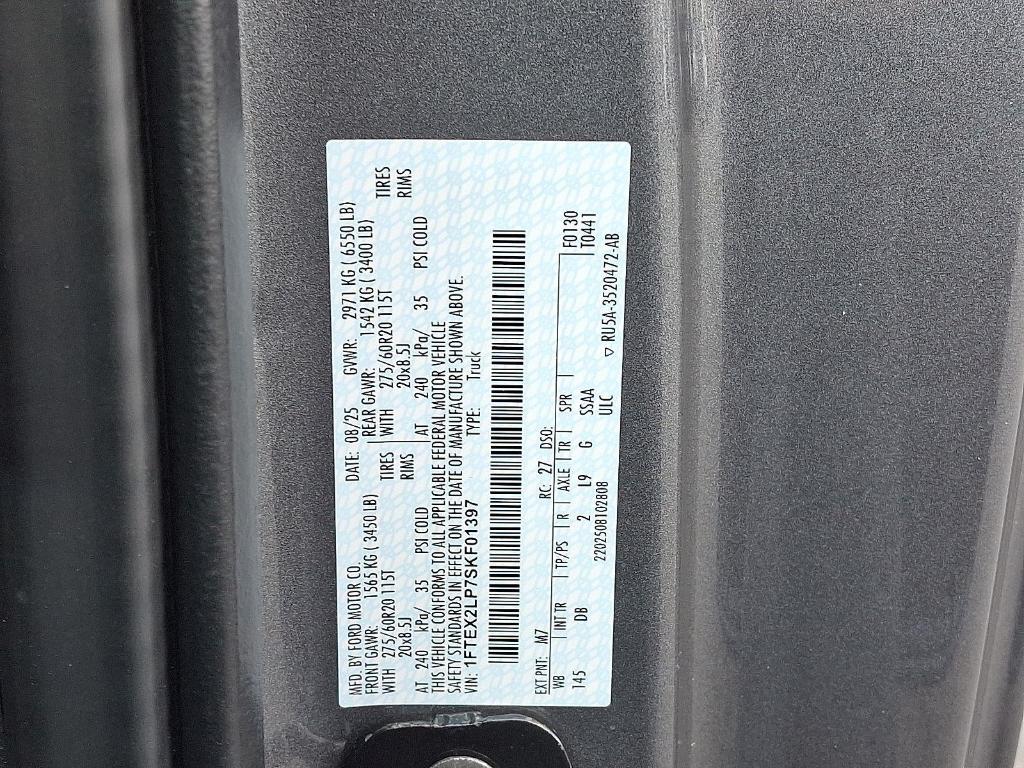 MFD. BY FORD MOTOR CO.
DATE: 08/25 GVWR: 2971 KG ( 6550 LB)
FRONT GAWR: 1565 KG ( 3450 LB) REAR GAWR: 1542 KG ( 3400 LB)
WITH 275/60R20 115T TIRES WITH 275/60R20 115T TIRES
20x8.5J RIMS 20x8.5J RIMS
AT 240 kPa/ 35 PSI COLD AT 240 kPa/ 35 PSI COLD
THIS VEHICLE CONFORMS TO ALL APPLICABLE FEDERAL MOTOR VEHICLE
SAFETY STANDARDS IN EFFECT ON THE DATE OF MANUFACTURE SHOWN ABOVE.
VIN: 1FTEX2LP7SKF01397 TYPE: Truck
EXT PNT: M7 RC: 27 DSO: F0130
WB INT TR TP/PS R AXLE TR SPR T0441
145 DB 2 L9 G SSAA
220250810280B ULC ▽ RU5A-3520472-AB